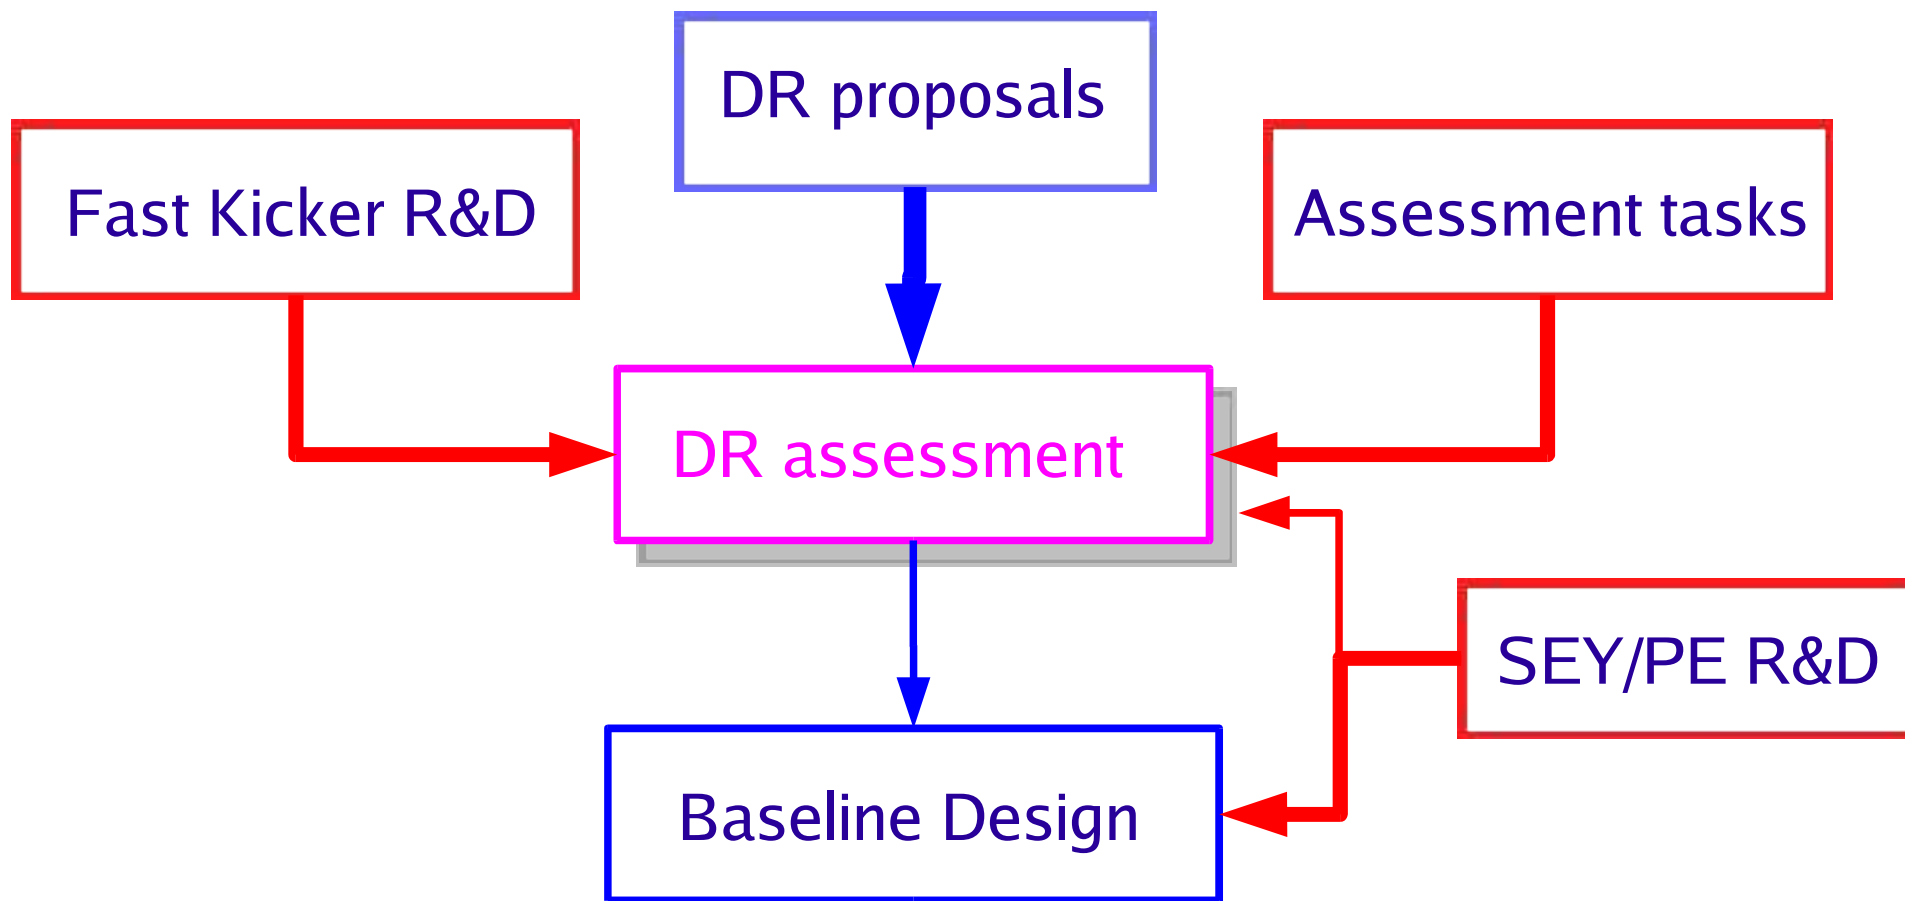 DR proposals
Fast Kicker R&D
Assessment tasks
DR assessment
SEY/PE R&D
Baseline Design